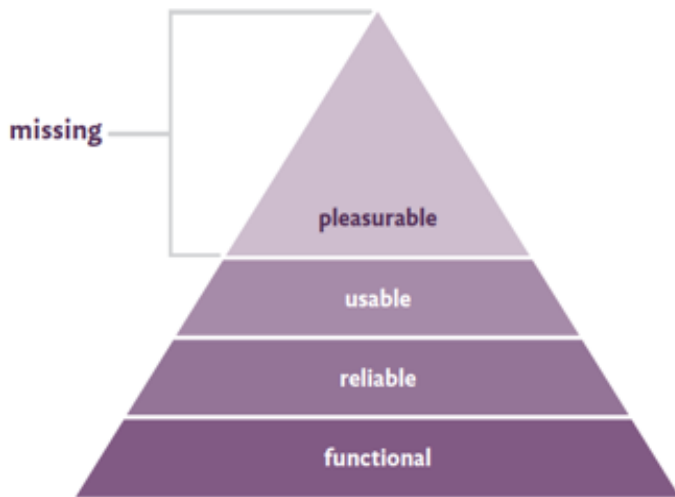 missing
pleasurable
usable
reliable
functional